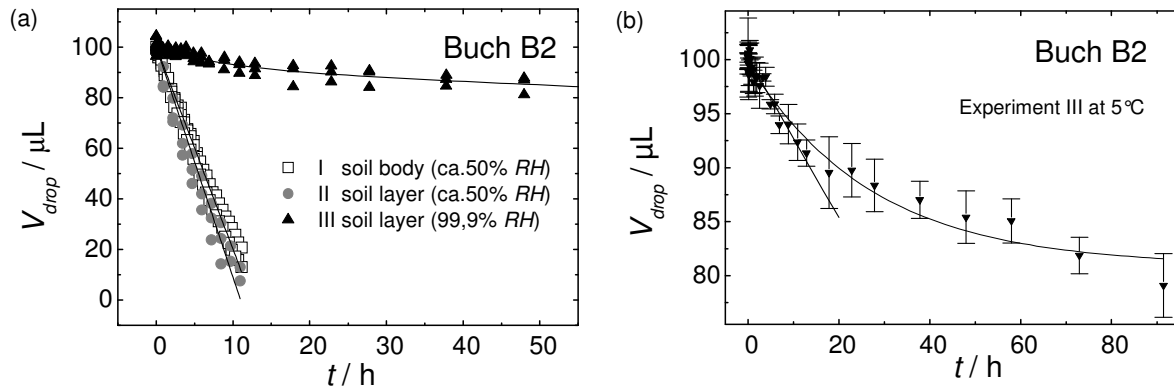 (a)
Buch B2
100
80
60
40
20
0
V_drop / µL
I soil body (ca.50% RH)
II soil layer (ca.50% RH)
III soil layer (99,9% RH)
0 10 20 30 40 50
t / h
(b)
Buch B2
Experiment III at 5°C
100
95
90
85
80
V_drop / µL
0 20 40 60 80
t / h